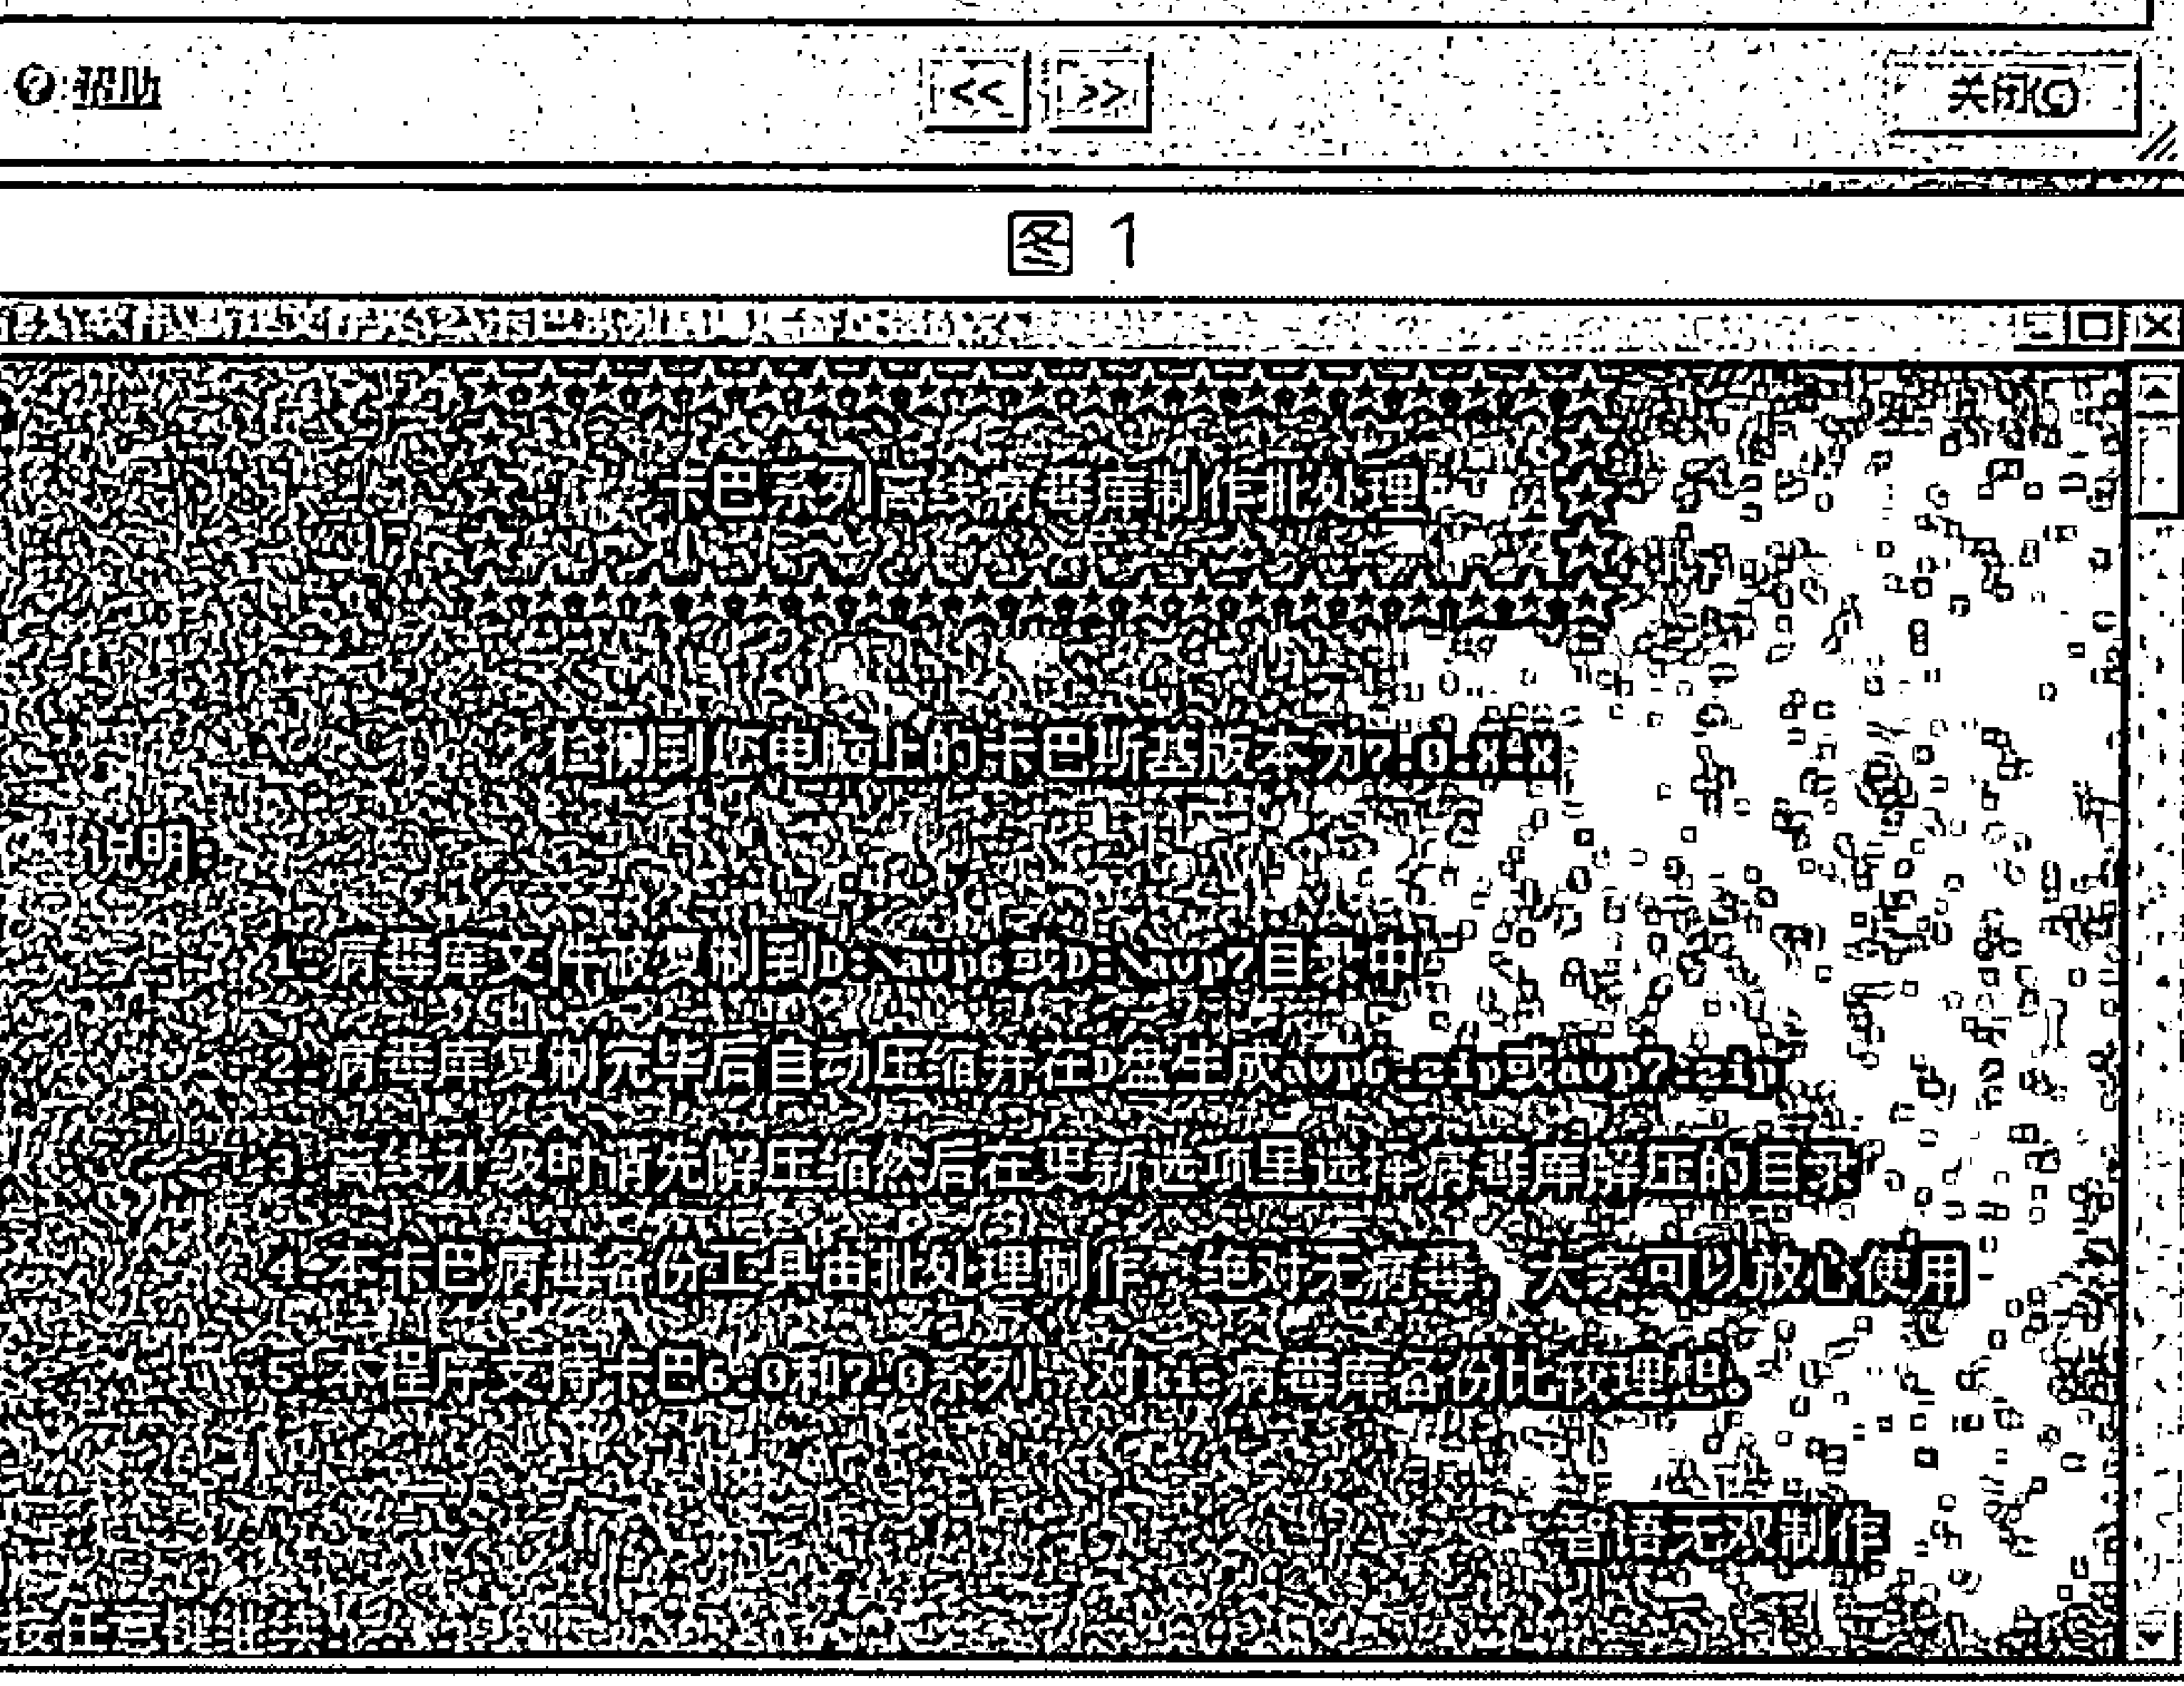 帮助 << >> 关闭(C)
图 1
卡巴系列离线病毒库制作批处理
检测到您电脑上的卡巴斯基版本为7.0.X.X
说明:
1.病毒库文件被复制到D:\avp6或D:\avp7目录中
2.病毒库复制完毕后自动压缩并在D盘生成avp6.zip或avp7.zip
3.离线升级时请先解压缩然后在更新选项里选择病毒库解压的目录
4.本卡巴病毒备份工具由批处理制作,绝对无病毒,大家可以放心使用
5.本程序支持卡巴6.0和7.0系列,对kis病毒库备份比较理想。
智语无双制作
按任意键继续